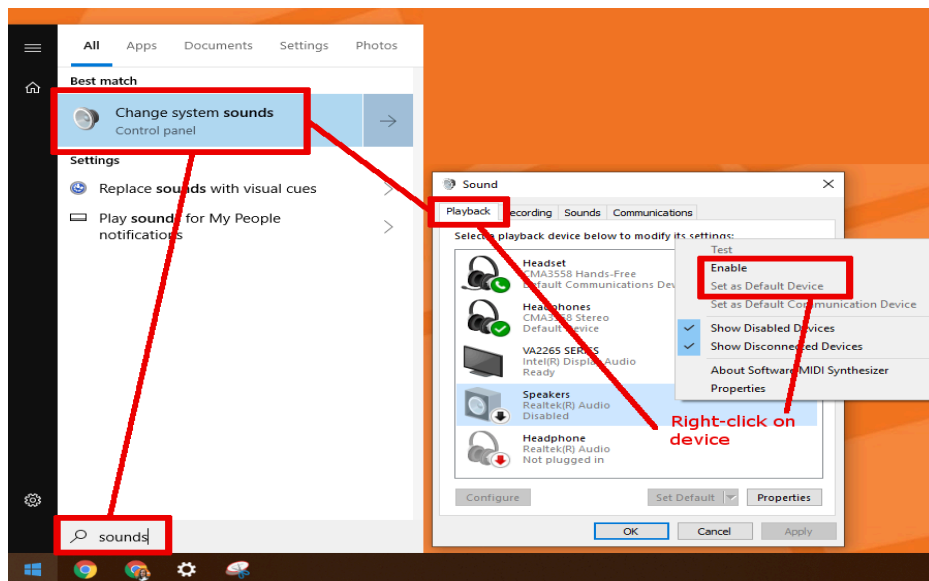 All Apps Documents Settings Photos
Best match
Change system sounds
Control panel
Settings
Replace sounds with visual cues
Play sounds for My People
notifications
sounds
Sound
Playback Recording Sounds Communications
Select a playback device below to modify its settings:
Headset
CMA3558 Hands-Free
Default Communications Dev
Headphones
CMA3558 Stereo
Default Device
VA2265 SERIES
Intel(R) Display Audio
Ready
Speakers
Realtek(R) Audio
Disabled
Headphone
Realtek(R) Audio
Not plugged in
Test
Enable
Set as Default Device
Set as Default Communication Device
Show Disabled Devices
Show Disconnected Devices
About Software MIDI Synthesizer
Properties
Right-click on
device
Configure Set Default Properties
OK Cancel Apply